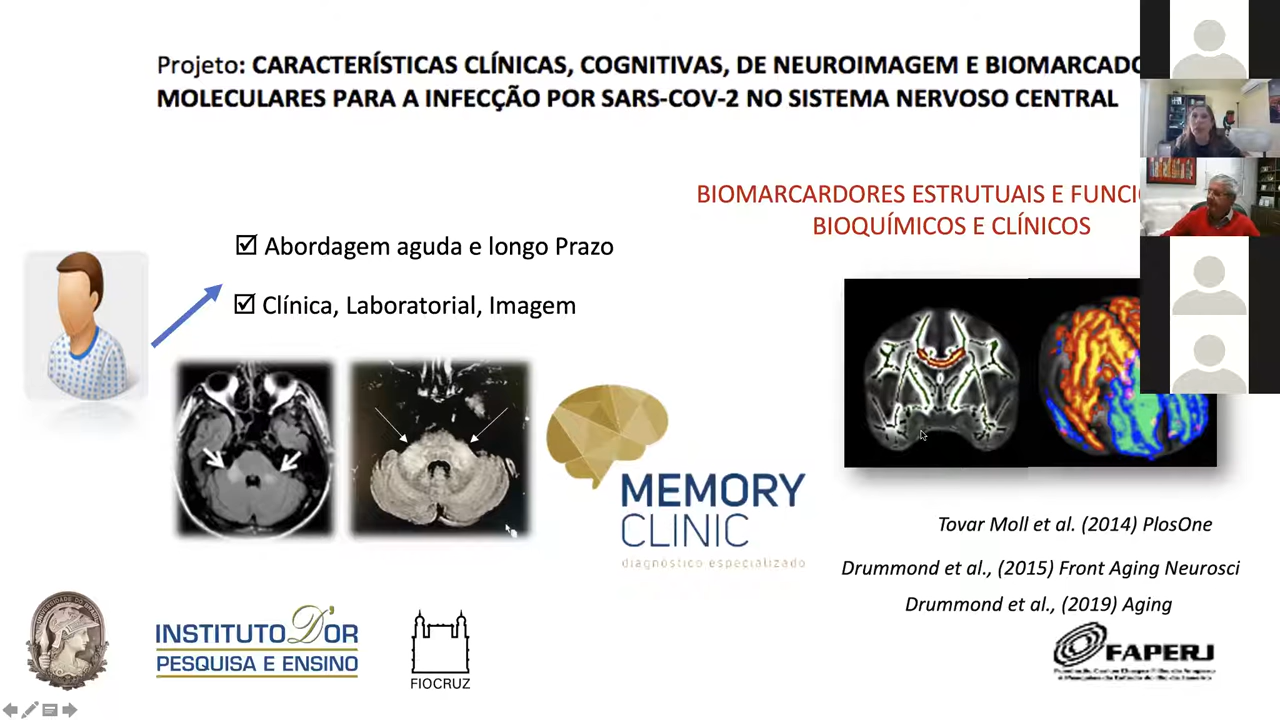 Projeto: CARACTERÍSTICAS CLÍNICAS, COGNITIVAS, DE NEUROIMAGEM E BIOMARCADO
MOLECULARES PARA A INFECÇÃO POR SARS-COV-2 NO SISTEMA NERVOSO CENTRAL
BIOMARCARDORES ESTRUTUAIS E FUNCI
BIOQUÍMICOS E CLÍNICOS
Abordagem aguda e longo Prazo
Clínica, Laboratorial, Imagem
MEMORY
CLINIC
diagnóstico especializado
Tovar Moll et al. (2014) PlosOne
Drummond et al., (2015) Front Aging Neurosci
Drummond et al., (2019) Aging
INSTITUTO D'OR
PESQUISA E ENSINO
FIOCRUZ
FAPERJ